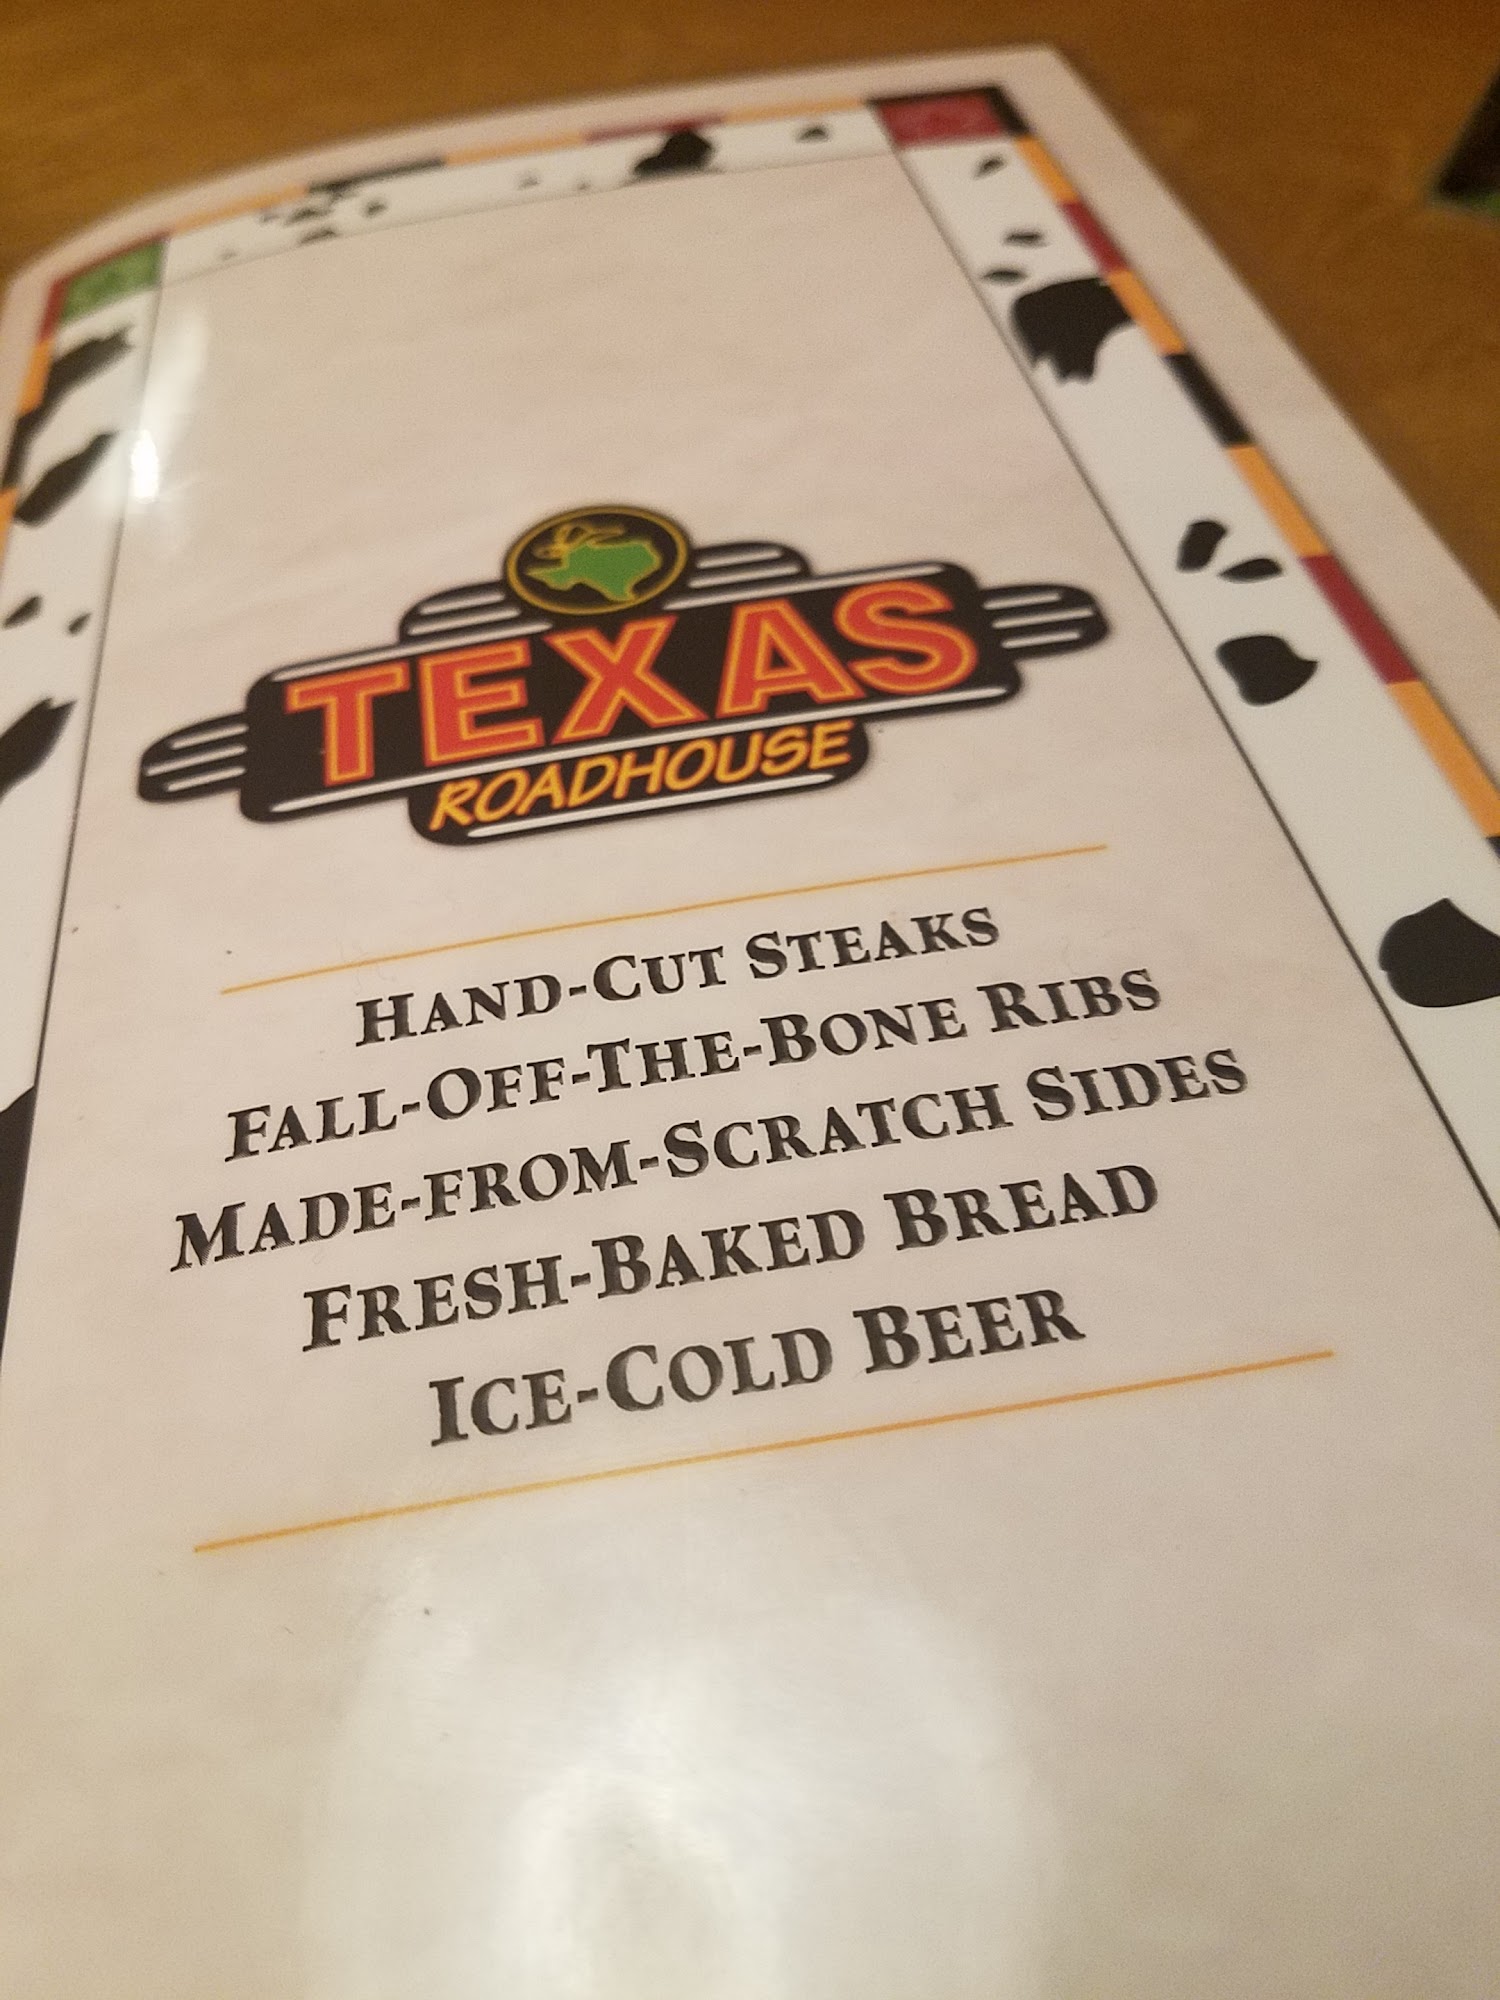 TEXAS
ROADHOUSE
HAND-CUT STEAKS
FALL-OFF-THE-BONE RIBS
MADE-FROM-SCRATCH SIDES
FRESH-BAKED BREAD
ICE-COLD BEER